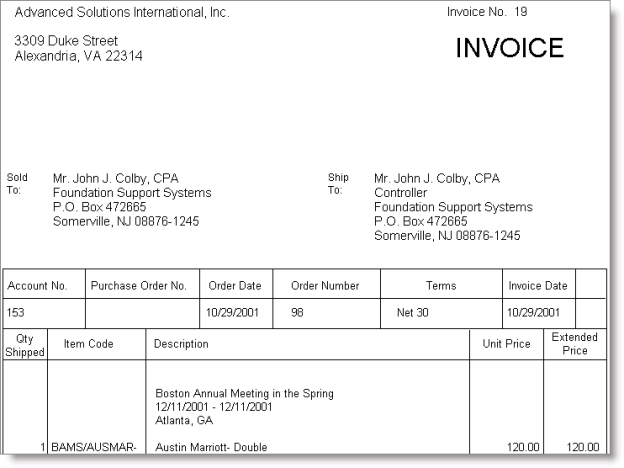 Advanced Solutions International, Inc.
Invoice No. 19
3309 Duke Street
Alexandria, VA 22314
INVOICE
Sold To:
Mr. John J. Colby, CPA
Foundation Support Systems
P.O. Box 472665
Somerville, NJ 08876-1245
Ship To:
Mr. John J. Colby, CPA
Controller
Foundation Support Systems
P.O. Box 472665
Somerville, NJ 08876-1245
Account No. Purchase Order No. Order Date Order Number Terms Invoice Date
153 10/29/2001 98 Net 30 10/29/2001
Qty Shipped Item Code Description Unit Price Extended Price
Boston Annual Meeting in the Spring
12/11/2001 - 12/11/2001
Atlanta, GA
1 BAMS/AUSMAR- Austin Marriott- Double 120.00 120.00